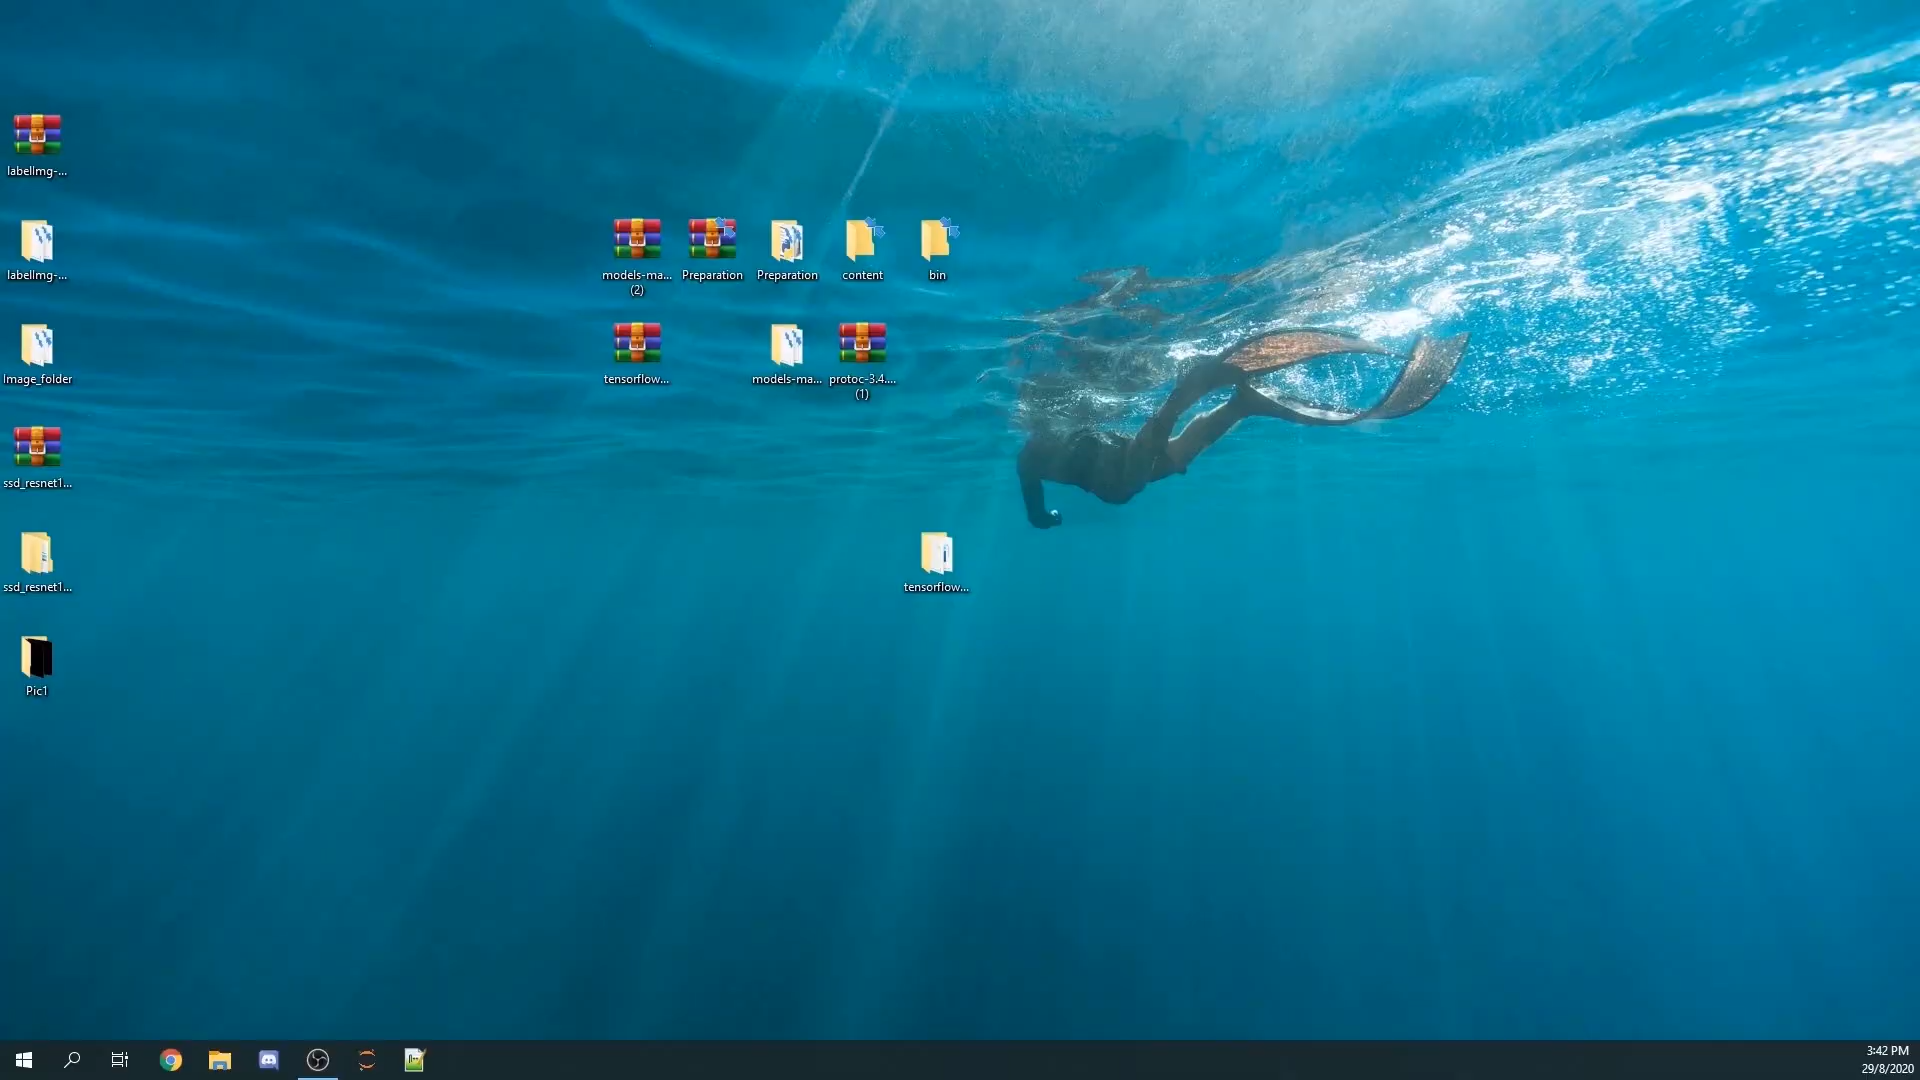 labelImg-...
labelImg-...
Image_folder
ssd_resnet1...
ssd_resnet1...
Pic1
models-ma...
(2)
Preparation
Preparation
content
bin
tensorflow...
models-ma...
protoc-3.4....
(1)
tensorflow...
3:42 PM
29/8/2020